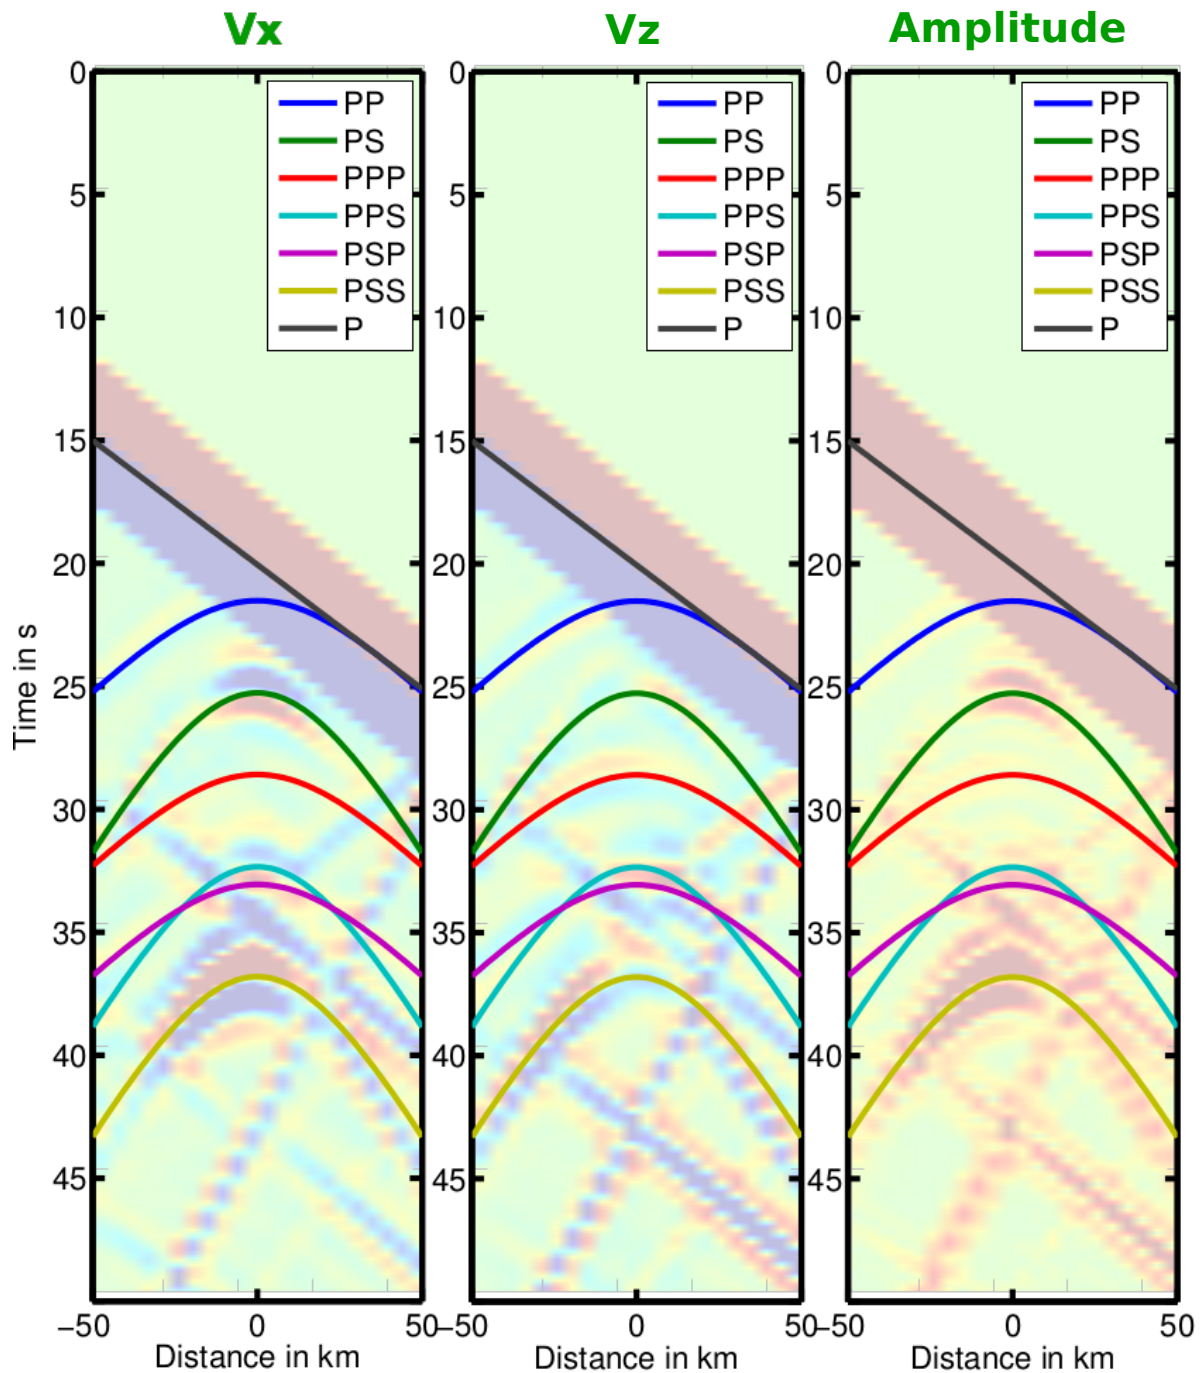 Vx
Vz
Amplitude
0
5
10
15
20
25
30
35
40
45
PP
PS
PPP
PPS
PSP
PSS
P
0
5
10
15
20
25
30
35
40
45
PP
PS
PPP
PPS
PSP
PSS
P
0
5
10
15
20
25
30
35
40
45
PP
PS
PPP
PPS
PSP
PSS
P
Time in s
−50 0 50 −50 0 50 −50 0 50
Distance in km
Distance in km
Distance in km